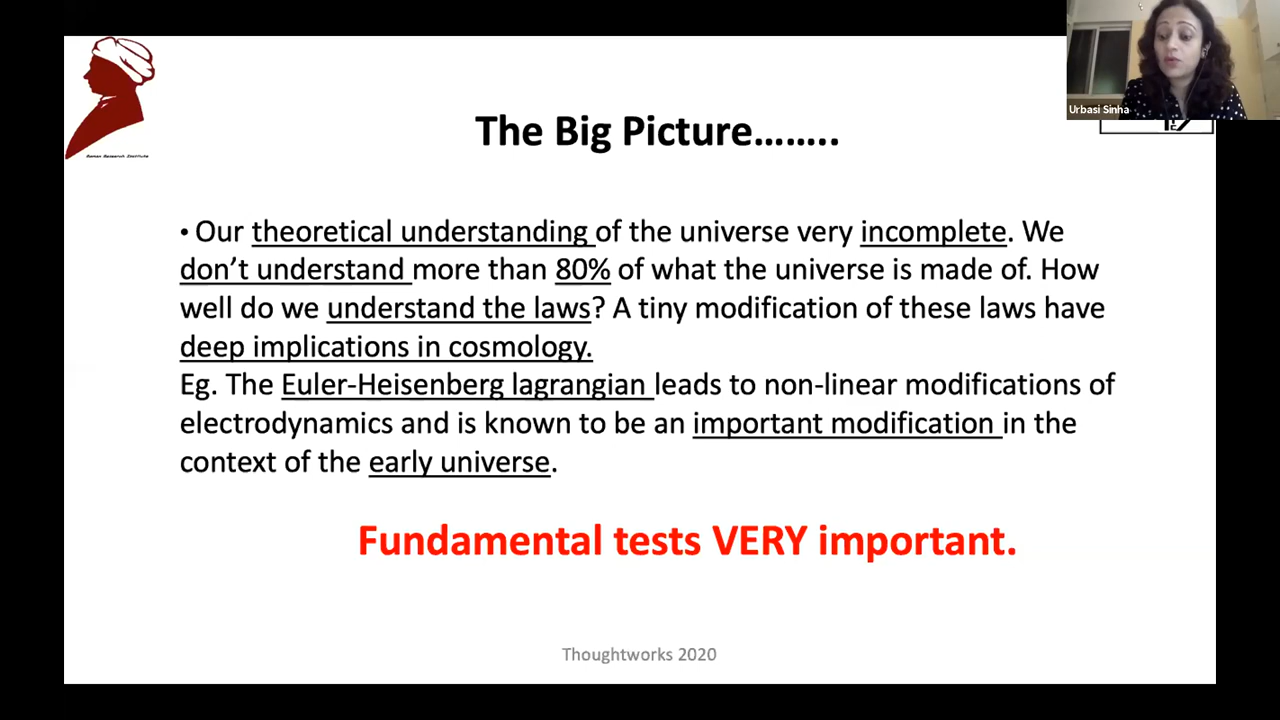 Urbasi Sinha
Raman Research Institute
The Big Picture........
• Our theoretical understanding of the universe very incomplete. We
don't understand more than 80% of what the universe is made of. How
well do we understand the laws? A tiny modification of these laws have
deep implications in cosmology.
Eg. The Euler-Heisenberg lagrangian leads to non-linear modifications of
electrodynamics and is known to be an important modification in the
context of the early universe.
Fundamental tests VERY important.
Thoughtworks 2020